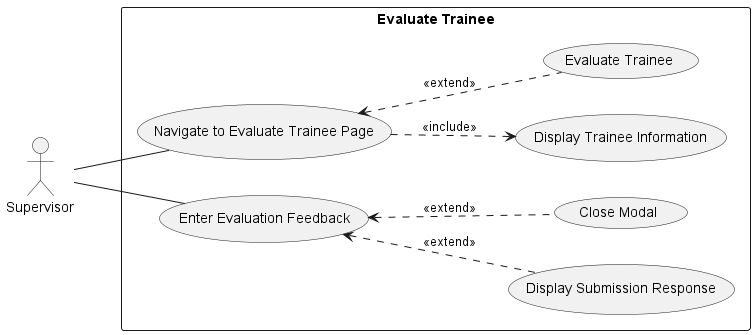 Evaluate Trainee
Evaluate Trainee
«extend»
Navigate to Evaluate Trainee Page
«include»
Display Trainee Information
Supervisor
Enter Evaluation Feedback
«extend»
Close Modal
«extend»
Display Submission Response